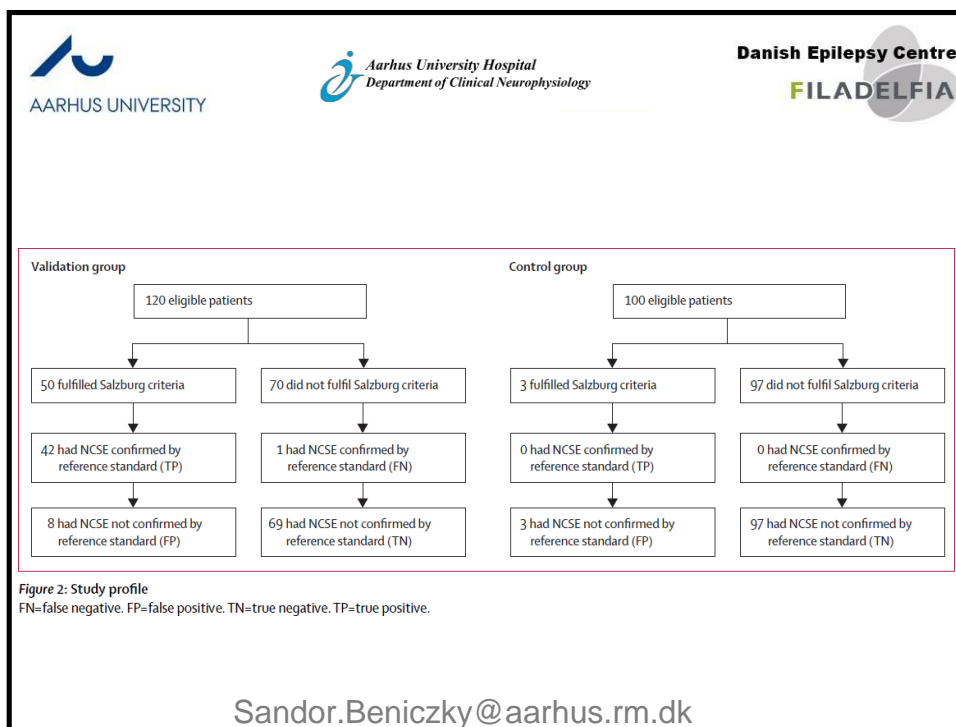 AARHUS UNIVERSITY
Aarhus University Hospital
Department of Clinical Neurophysiology
Danish Epilepsy Centre
FILADELFIA
Validation group
Control group
120 eligible patients
100 eligible patients
50 fulfilled Salzburg criteria
70 did not fulfil Salzburg criteria
3 fulfilled Salzburg criteria
97 did not fulfil Salzburg criteria
42 had NCSE confirmed by
reference standard (TP)
1 had NCSE confirmed by
reference standard (FN)
0 had NCSE confirmed by
reference standard (TP)
0 had NCSE confirmed by
reference standard (FN)
8 had NCSE not confirmed by
reference standard (FP)
69 had NCSE not confirmed by
reference standard (TN)
3 had NCSE not confirmed by
reference standard (FP)
97 had NCSE not confirmed by
reference standard (TN)
Figure 2: Study profile
FN=false negative. FP=false positive. TN=true negative. TP=true positive.
Sandor.Beniczky@aarhus.rm.dk